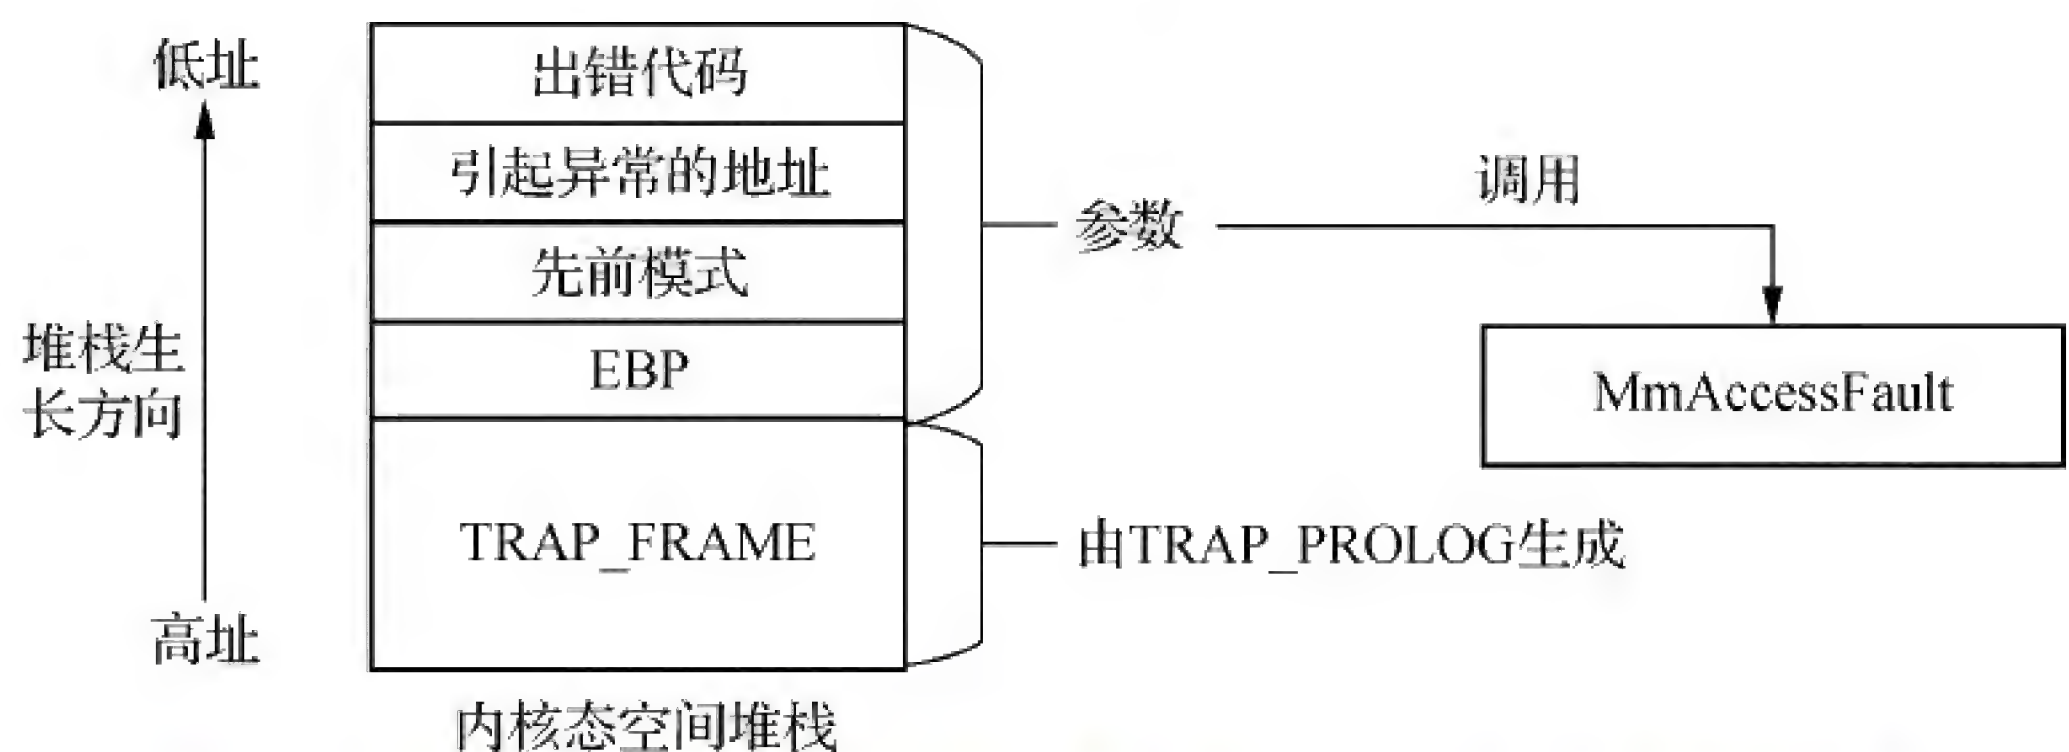 低址
出错代码
引起异常的地址
先前模式
EBP
TRAP_FRAME
堆栈生
长方向
高址
内核态空间堆栈
参数
调用
MmAccessFault
由TRAP_PROLOG生成